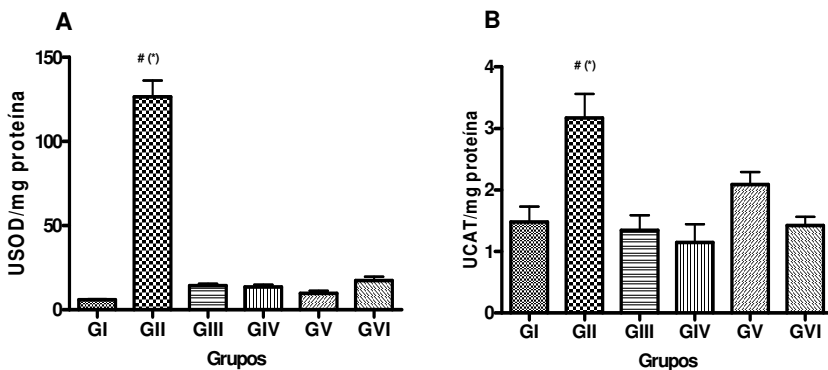 A
# (*)
USOD/mg proteína
150
100
50
0
GI GII GIII GIV GV GVI
Grupos
B
# (*)
UCAT/mg proteína
4
3
2
1
0
GI GII GIII GIV GV GVI
Grupos